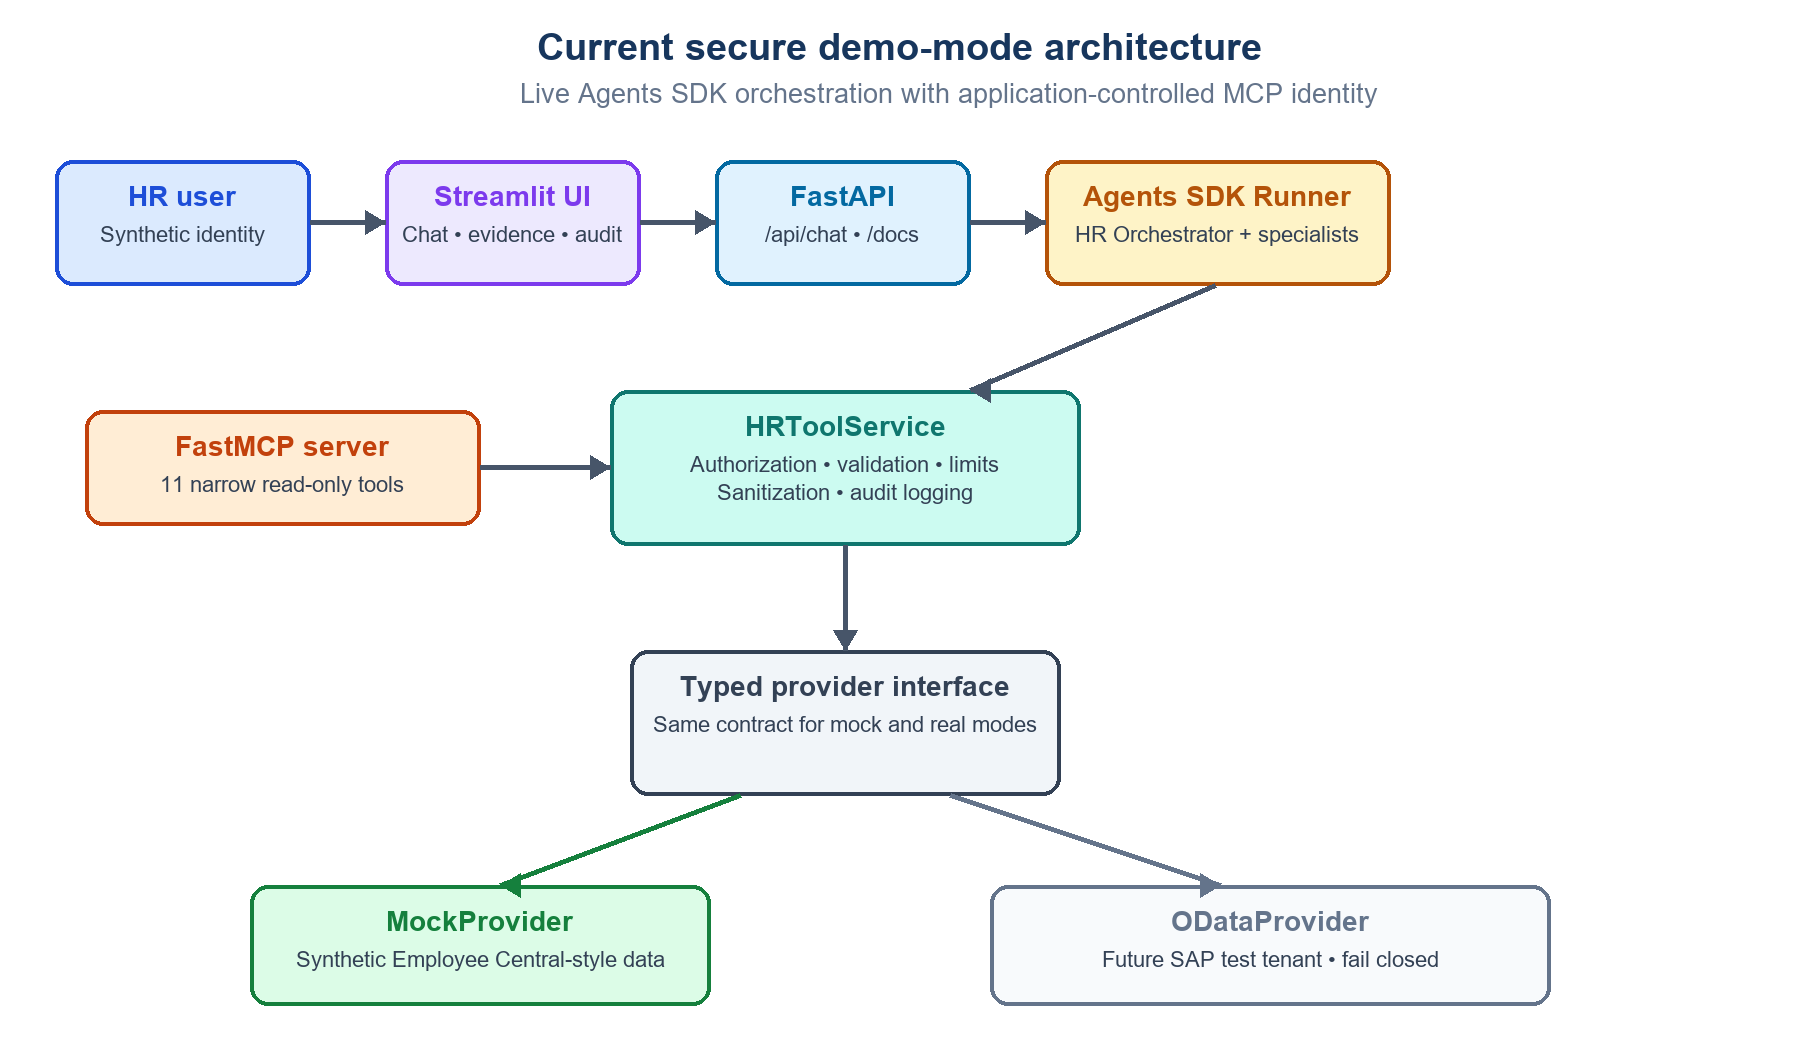 Current secure demo-mode architecture
Live Agents SDK orchestration with application-controlled MCP identity
HR user
Synthetic identity
Streamlit UI
Chat • evidence • audit
FastAPI
/api/chat • /docs
Agents SDK Runner
HR Orchestrator + specialists
FastMCP server
11 narrow read-only tools
HRToolService
Authorization • validation • limits
Sanitization • audit logging
Typed provider interface
Same contract for mock and real modes
MockProvider
Synthetic Employee Central-style data
ODataProvider
Future SAP test tenant • fail closed